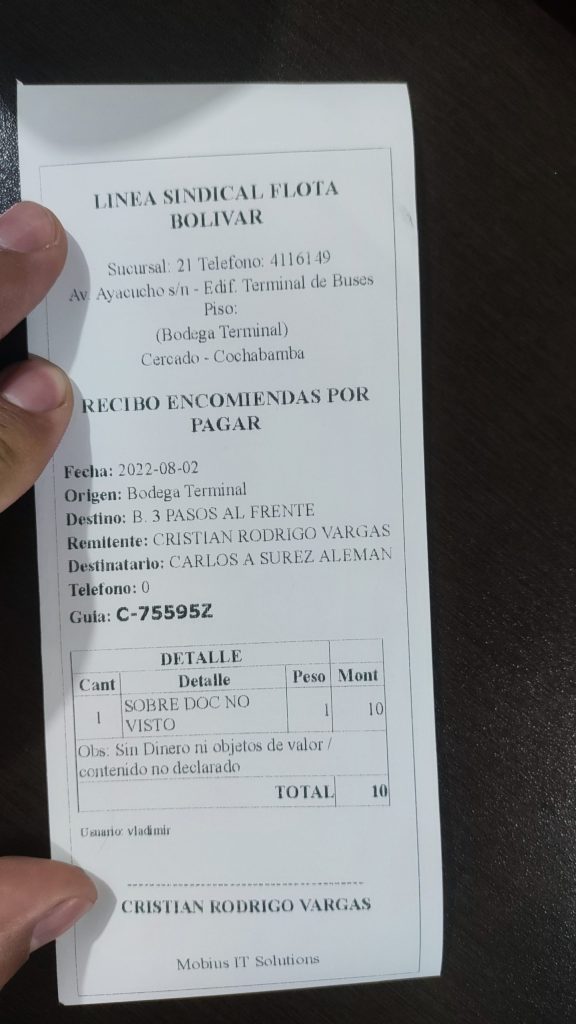 LINEA SINDICAL FLOTA
BOLIVAR
Sucursal: 21 Telefono: 4116149
Av. Ayacucho s/n - Edif. Terminal de Buses
Piso:
(Bodega Terminal)
Cercado - Cochabamba
RECIBO ENCOMIENDAS POR
PAGAR
Fecha: 2022-08-02
Origen: Bodega Terminal
Destino: B. 3 PASOS AL FRENTE
Remitente: CRISTIAN RODRIGO VARGAS
Destinatario: CARLOS A SUREZ ALEMAN
Telefono: 0
Guia: C-75595Z
DETALLE
Cant Detalle Peso Mont
1 SOBRE DOC NO VISTO 1 10
Obs: Sin Dinero ni objetos de valor /
contenido no declarado
TOTAL 10
Usuario: vladimir
CRISTIAN RODRIGO VARGAS
Mobius IT Solutions